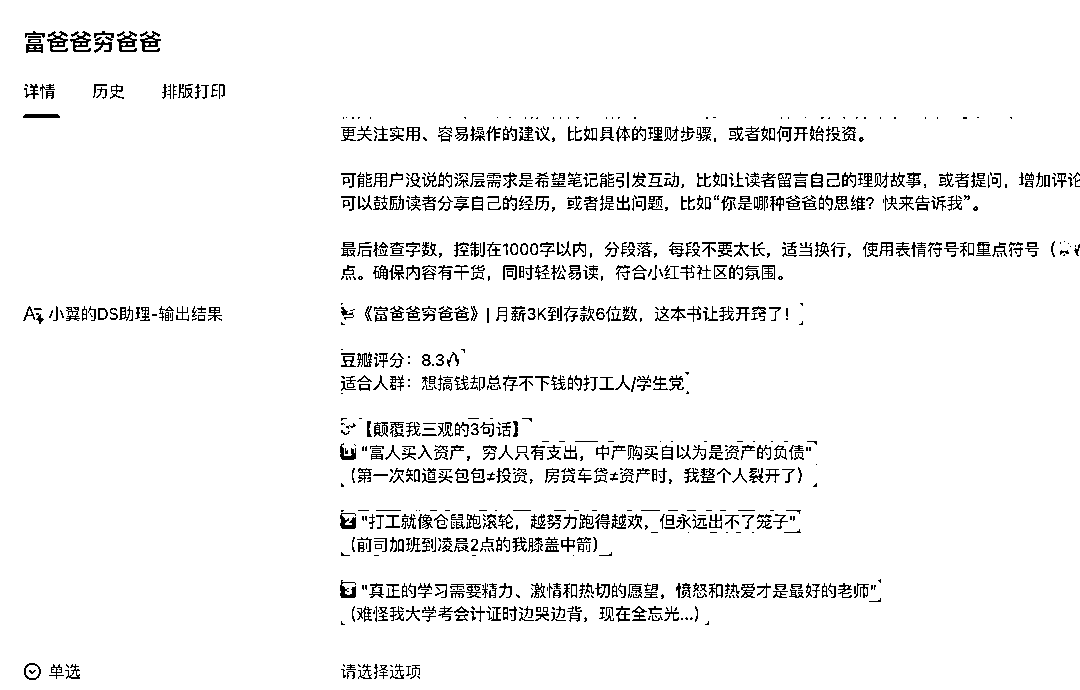 富爸爸穷爸爸
详情 历史 排版打印
更关注实用、容易操作的建议，比如具体的理财步骤，或者如何开始投资。
可能用户没说的深层需求是希望笔记能引发互动，比如让读者留言自己的理财故事，或者提问，增加评论
可以鼓励读者分享自己的经历，或者提出问题，比如“你是哪种爸爸的思维？快来告诉我”。
最后检查字数，控制在1000字以内，分段落，每段不要太长，适当换行，使用表情符号和重点符号（
点。确保内容有干货，同时轻松易读，符合小红书社区的氛围。
小翼的DS助理-输出结果
《富爸爸穷爸爸》| 月薪3K到存款6位数，这本书让我开窍了！
豆瓣评分：8.3
适合人群：想搞钱却总存不下钱的打工人/学生党
【颠覆我三观的3句话】
1 “富人买入资产，穷人只有支出，中产购买自以为是资产的负债”
（第一次知道买包包≠投资，房贷车贷≠资产时，我整个人裂开了）
2 “打工就像仓鼠跑滚轮，越努力跑得越欢，但永远出不了笼子”
（前司加班到凌晨2点的我膝盖中箭）
3 “真正的学习需要精力、激情和热切的愿望，愤怒和热爱才是最好的老师”
（难怪我大学考会计证时边哭边背，现在全忘光...）
单选 请选择选项